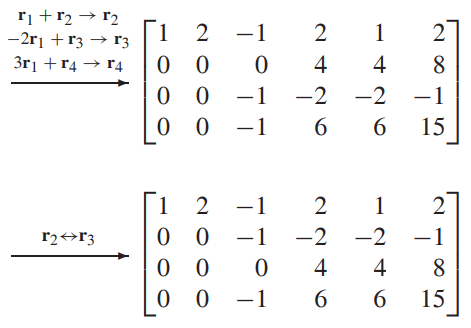 r₁ + r₂ → r₂
−2r₁ + r₃ → r₃
3r₁ + r₄ → r₄
1 2 −1 2 1 2
0 0 0 4 4 8
0 0 −1 −2 −2 −1
0 0 −1 6 6 15
r₂↔r₃
1 2 −1 2 1 2
0 0 −1 −2 −2 −1
0 0 0 4 4 8
0 0 −1 6 6 15